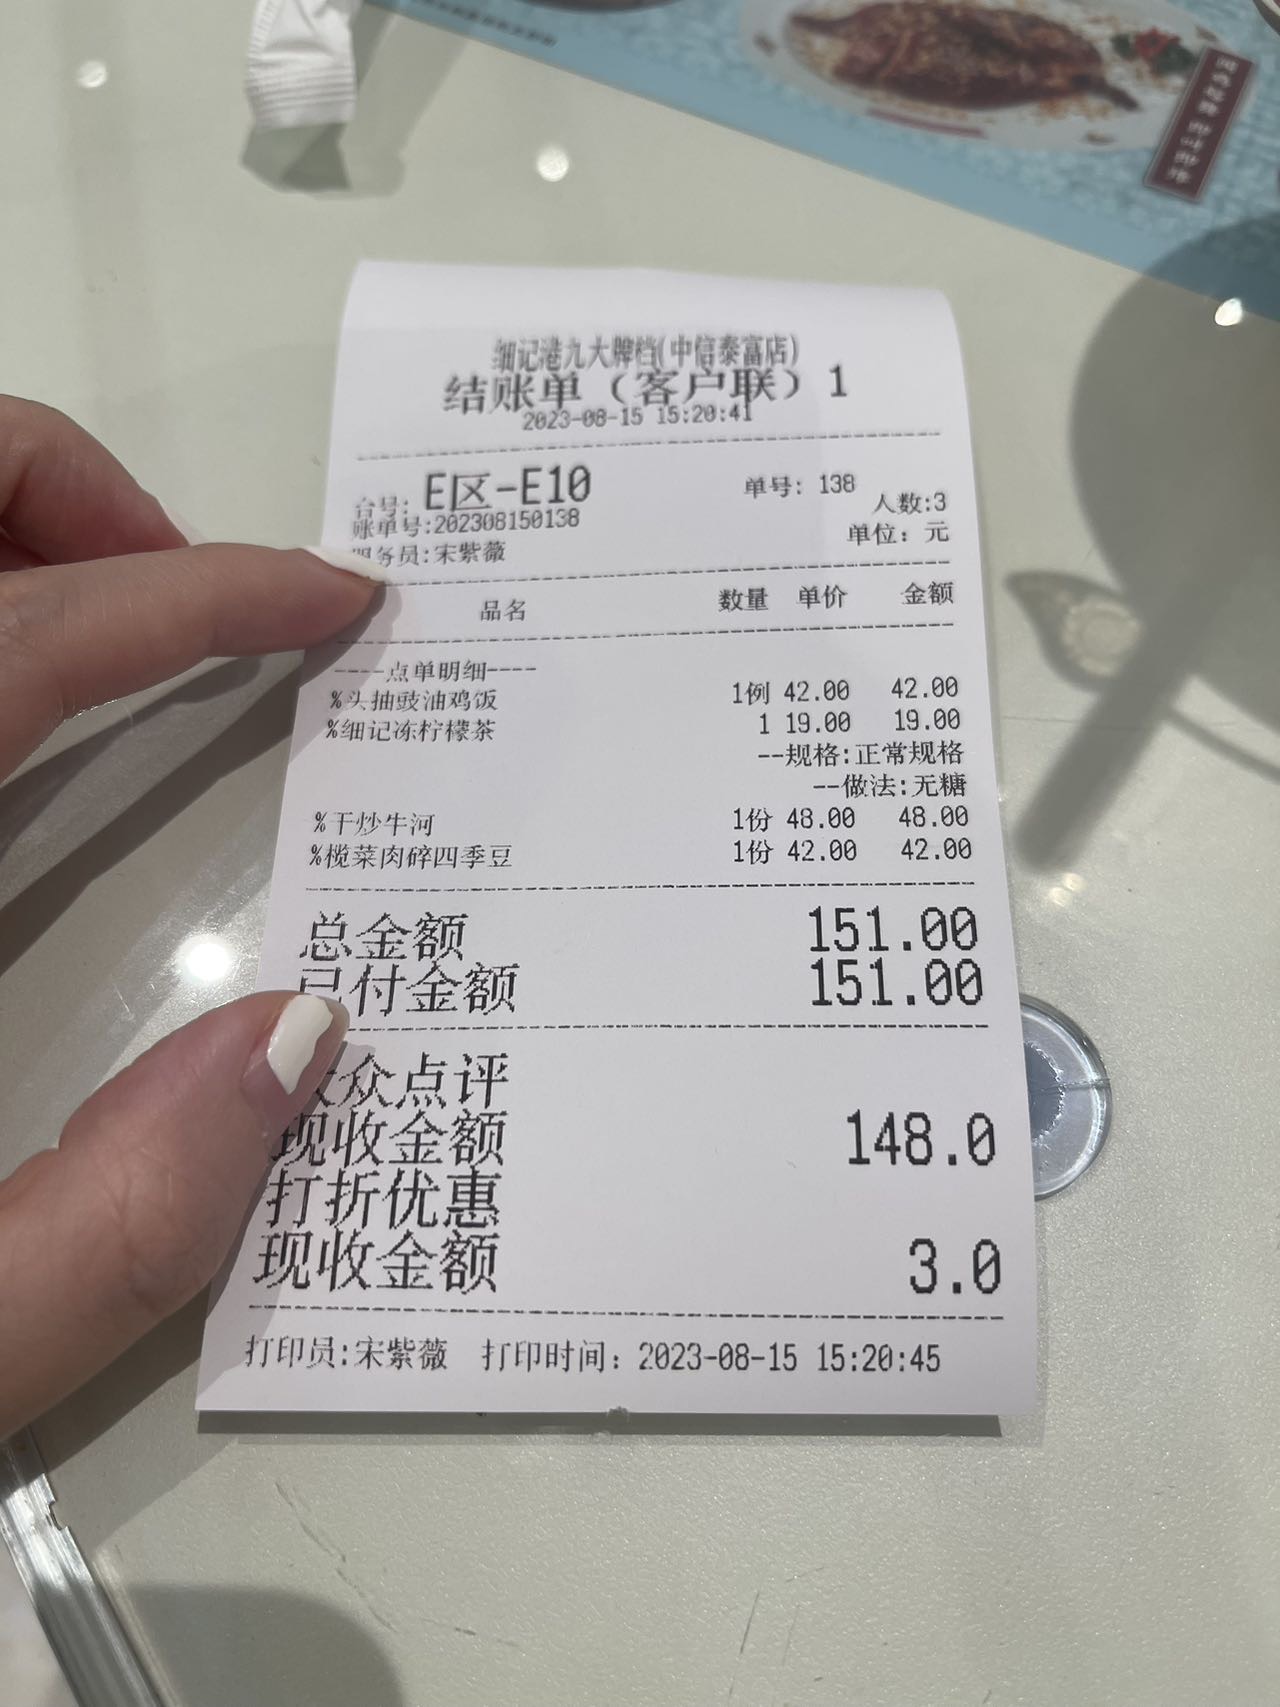 细记港九大牌档(中信泰富店)
结账单（客户联）1
2023-08-15 15:20:41
台号: E区-E10 单号: 138
账单号:202308150138 人数:3
服务员:宋紫薇 单位: 元
品名 数量 单价 金额
----点单明细----
%头抽豉油鸡饭 1例 42.00 42.00
%细记冻柠檬茶 1 19.00 19.00
--规格:正常规格
--做法:无糖
%干炒牛河 1份 48.00 48.00
%榄菜肉碎四季豆 1份 42.00 42.00
总金额 151.00
已付金额 151.00
大众点评
现收金额 148.0
打折优惠
现收金额 3.0
打印员:宋紫薇 打印时间: 2023-08-15 15:20:45